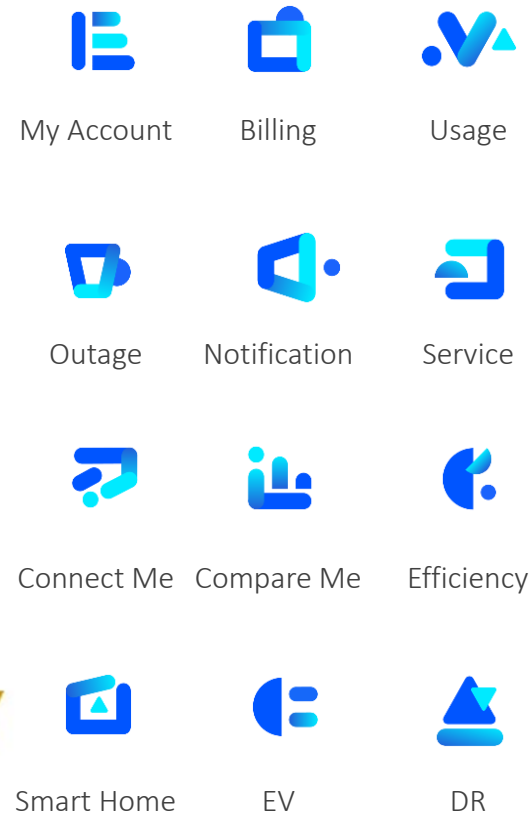 My Account Billing Usage
Outage Notification Service
Connect Me Compare Me Efficiency
Smart Home EV DR